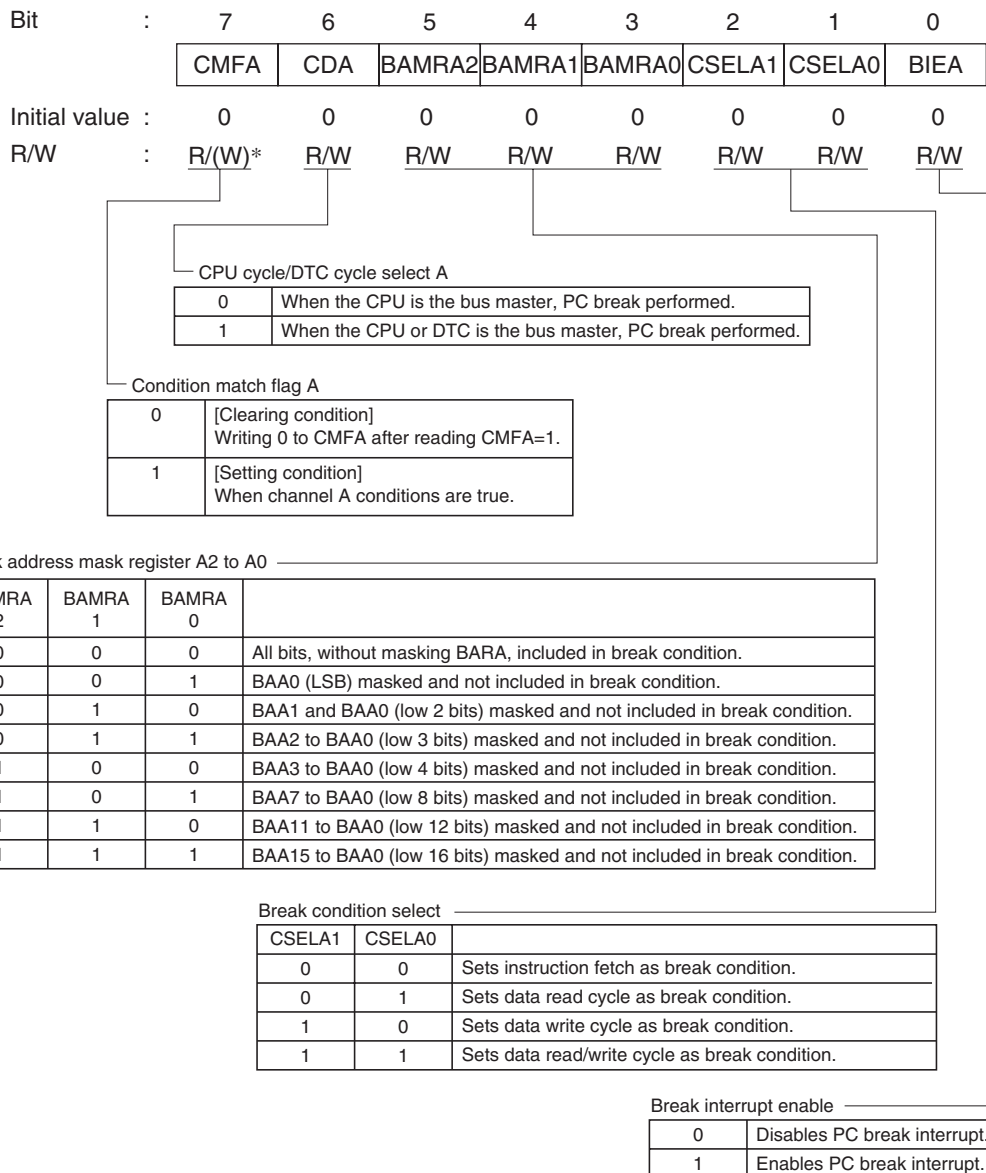 Bit : 7 6 5 4 3 2 1 0
CMFA CDA BAMRA2 BAMRA1 BAMRA0 CSELA1 CSELA0 BIEA
Initial value : 0 0 0 0 0 0 0 0
R/W : R/(W)* R/W R/W R/W R/W R/W R/W R/W
CPU cycle/DTC cycle select A
0 When the CPU is the bus master, PC break performed.
1 When the CPU or DTC is the bus master, PC break performed.
Condition match flag A
0 [Clearing condition]
Writing 0 to CMFA after reading CMFA=1.
1 [Setting condition]
When channel A conditions are true.
address mask register A2 to A0
BAMRA BAMRA
1 0
0 0 All bits, without masking BARA, included in break condition.
0 1 BAA0 (LSB) masked and not included in break condition.
1 0 BAA1 and BAA0 (low 2 bits) masked and not included in break condition.
1 1 BAA2 to BAA0 (low 3 bits) masked and not included in break condition.
0 0 BAA3 to BAA0 (low 4 bits) masked and not included in break condition.
0 1 BAA7 to BAA0 (low 8 bits) masked and not included in break condition.
1 0 BAA11 to BAA0 (low 12 bits) masked and not included in break condition.
1 1 BAA15 to BAA0 (low 16 bits) masked and not included in break condition.
Break condition select
CSELA1 CSELA0
0 0 Sets instruction fetch as break condition.
0 1 Sets data read cycle as break condition.
1 0 Sets data write cycle as break condition.
1 1 Sets data read/write cycle as break condition.
Break interrupt enable
0 Disables PC break interrupt.
1 Enables PC break interrupt.